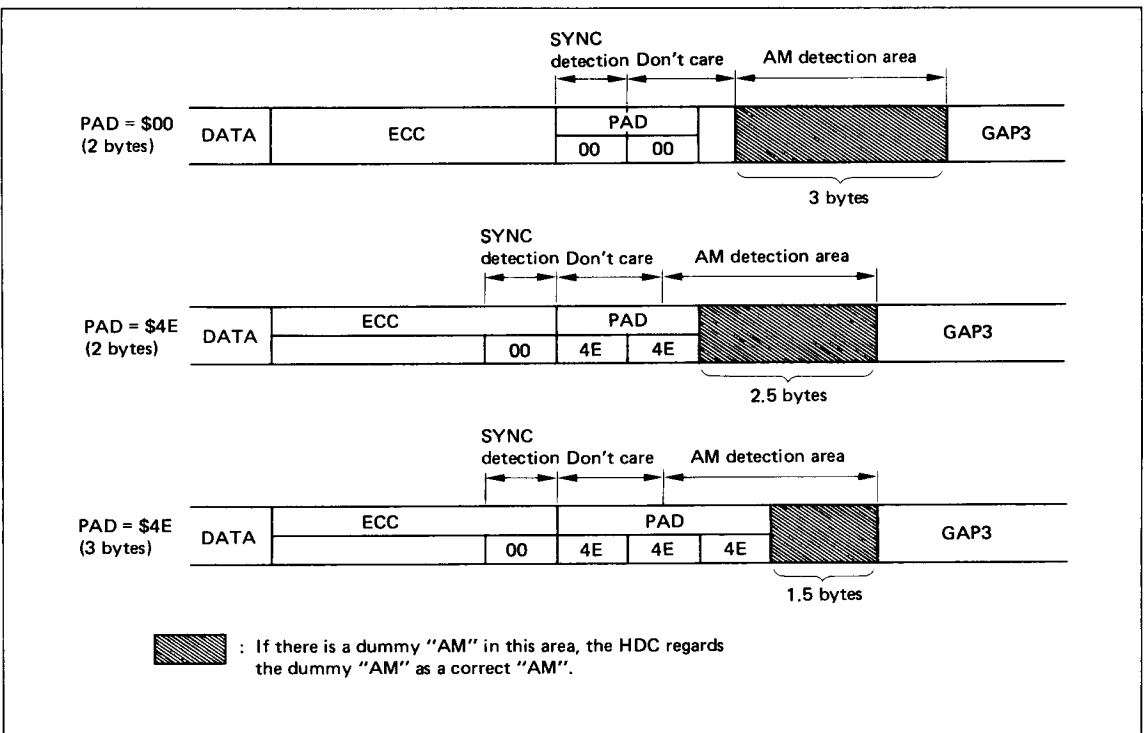 SYNC
detection Don't care AM detection area
PAD = $00
(2 bytes)
DATA ECC PAD GAP3
00 00
3 bytes
SYNC
detection Don't care AM detection area
PAD = $4E
(2 bytes)
DATA ECC PAD GAP3
00 4E 4E
2.5 bytes
SYNC
detection Don't care AM detection area
PAD = $4E
(3 bytes)
DATA ECC PAD GAP3
00 4E 4E 4E
1.5 bytes
: If there is a dummy "AM" in this area, the HDC regards
the dummy "AM" as a correct "AM".